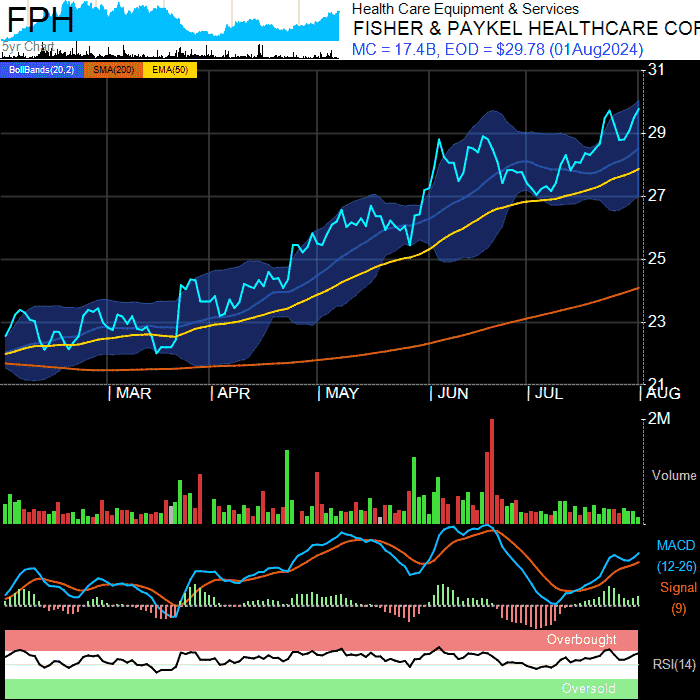 FPH
5yr Chart
Health Care Equipment & Services
FISHER & PAYKEL HEALTHCARE COR
MC = 17.4B, EOD = $29.78 (01Aug2024)
BollBands(20,2) SMA(200) EMA(50)
31
29
27
25
23
21
MAR APR MAY JUN JUL AUG
2M
Volume
MACD
(12-26)
Signal
(9)
Overbought
RSI(14)
Oversold